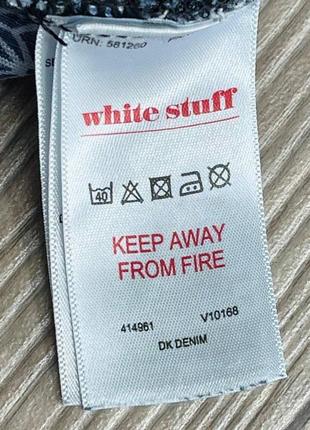 URN: 581260
white stuff
40
KEEP AWAY
FROM FIRE
414961 V10168
DK DENIM